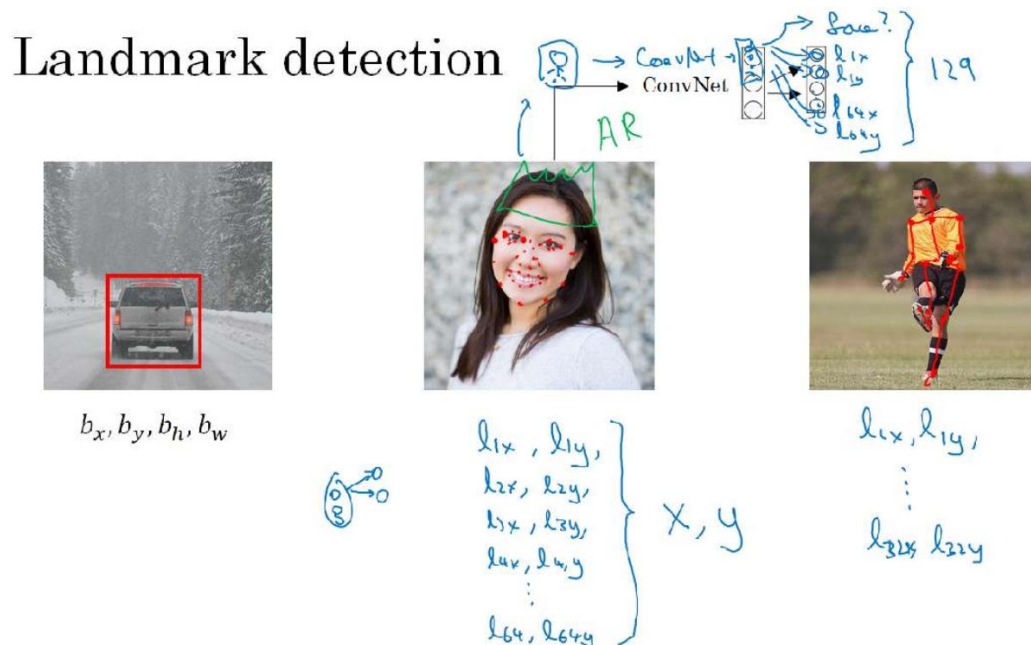 Landmark detection
→ ConvNet →
ConvNet
face?
l1x
l1y
l64x
l64y
129
AR
bx, by, bh, bw
l1x, l1y,
l2x, l2y,
l3x, l3y,
l4x, l4y
⋮
l64, l64y
x, y
l1x, l1y,
⋮
l32x, l32y